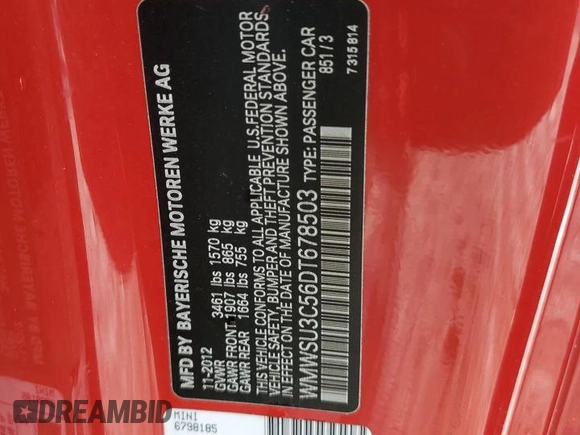 MFD BY BAYERISCHE MOTOREN WERKE AG
11-2012
GVWR 3461 lbs 1570 kg
GAWR FRONT 1907 lbs 865 kg
GAWR REAR 1664 lbs 755 kg
THIS VEHICLE CONFORMS TO ALL APPLICABLE U.S. FEDERAL MOTOR
VEHICLE SAFETY, BUMPER AND THEFT PREVENTION STANDARDS
IN EFFECT ON THE DATE OF MANUFACTURE SHOWN ABOVE.
WMWSU3C56DT678503 TYPE: PASSENGER CAR
851/3
7315814
MINI
6798185
DREAMBID